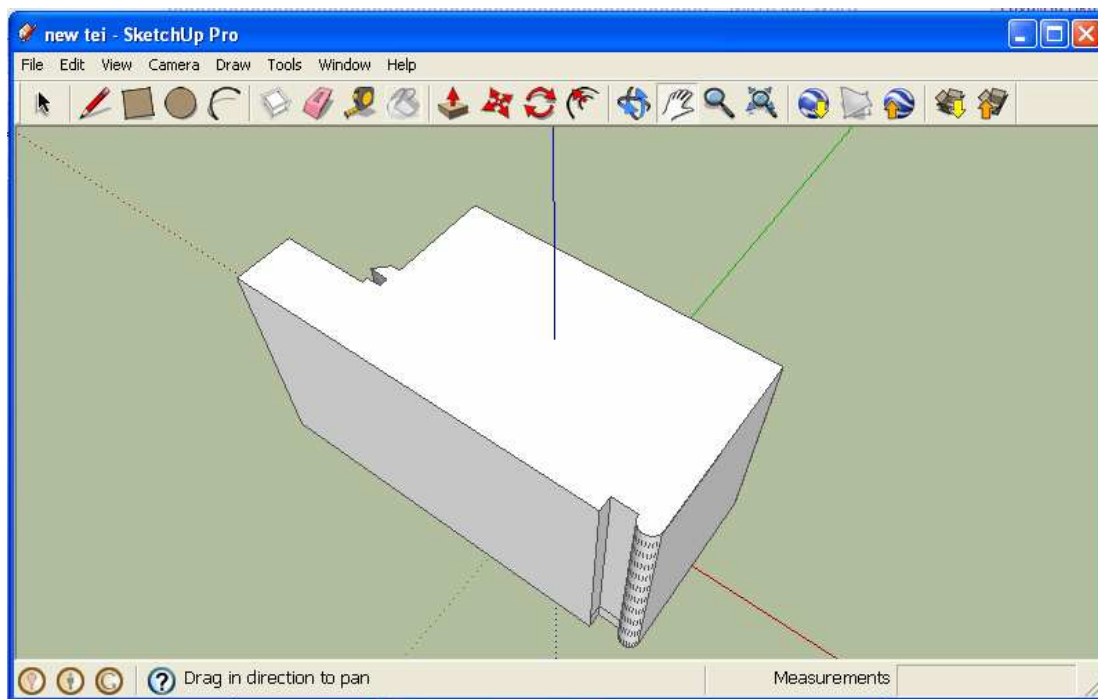 new tei - SketchUp Pro
File Edit View Camera Draw Tools Window Help
Drag in direction to pan Measurements